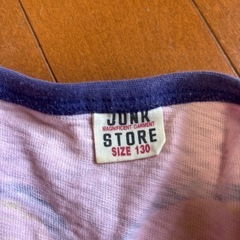 JUNK
MAGNIFICENT GARMENT
STORE
SIZE 130